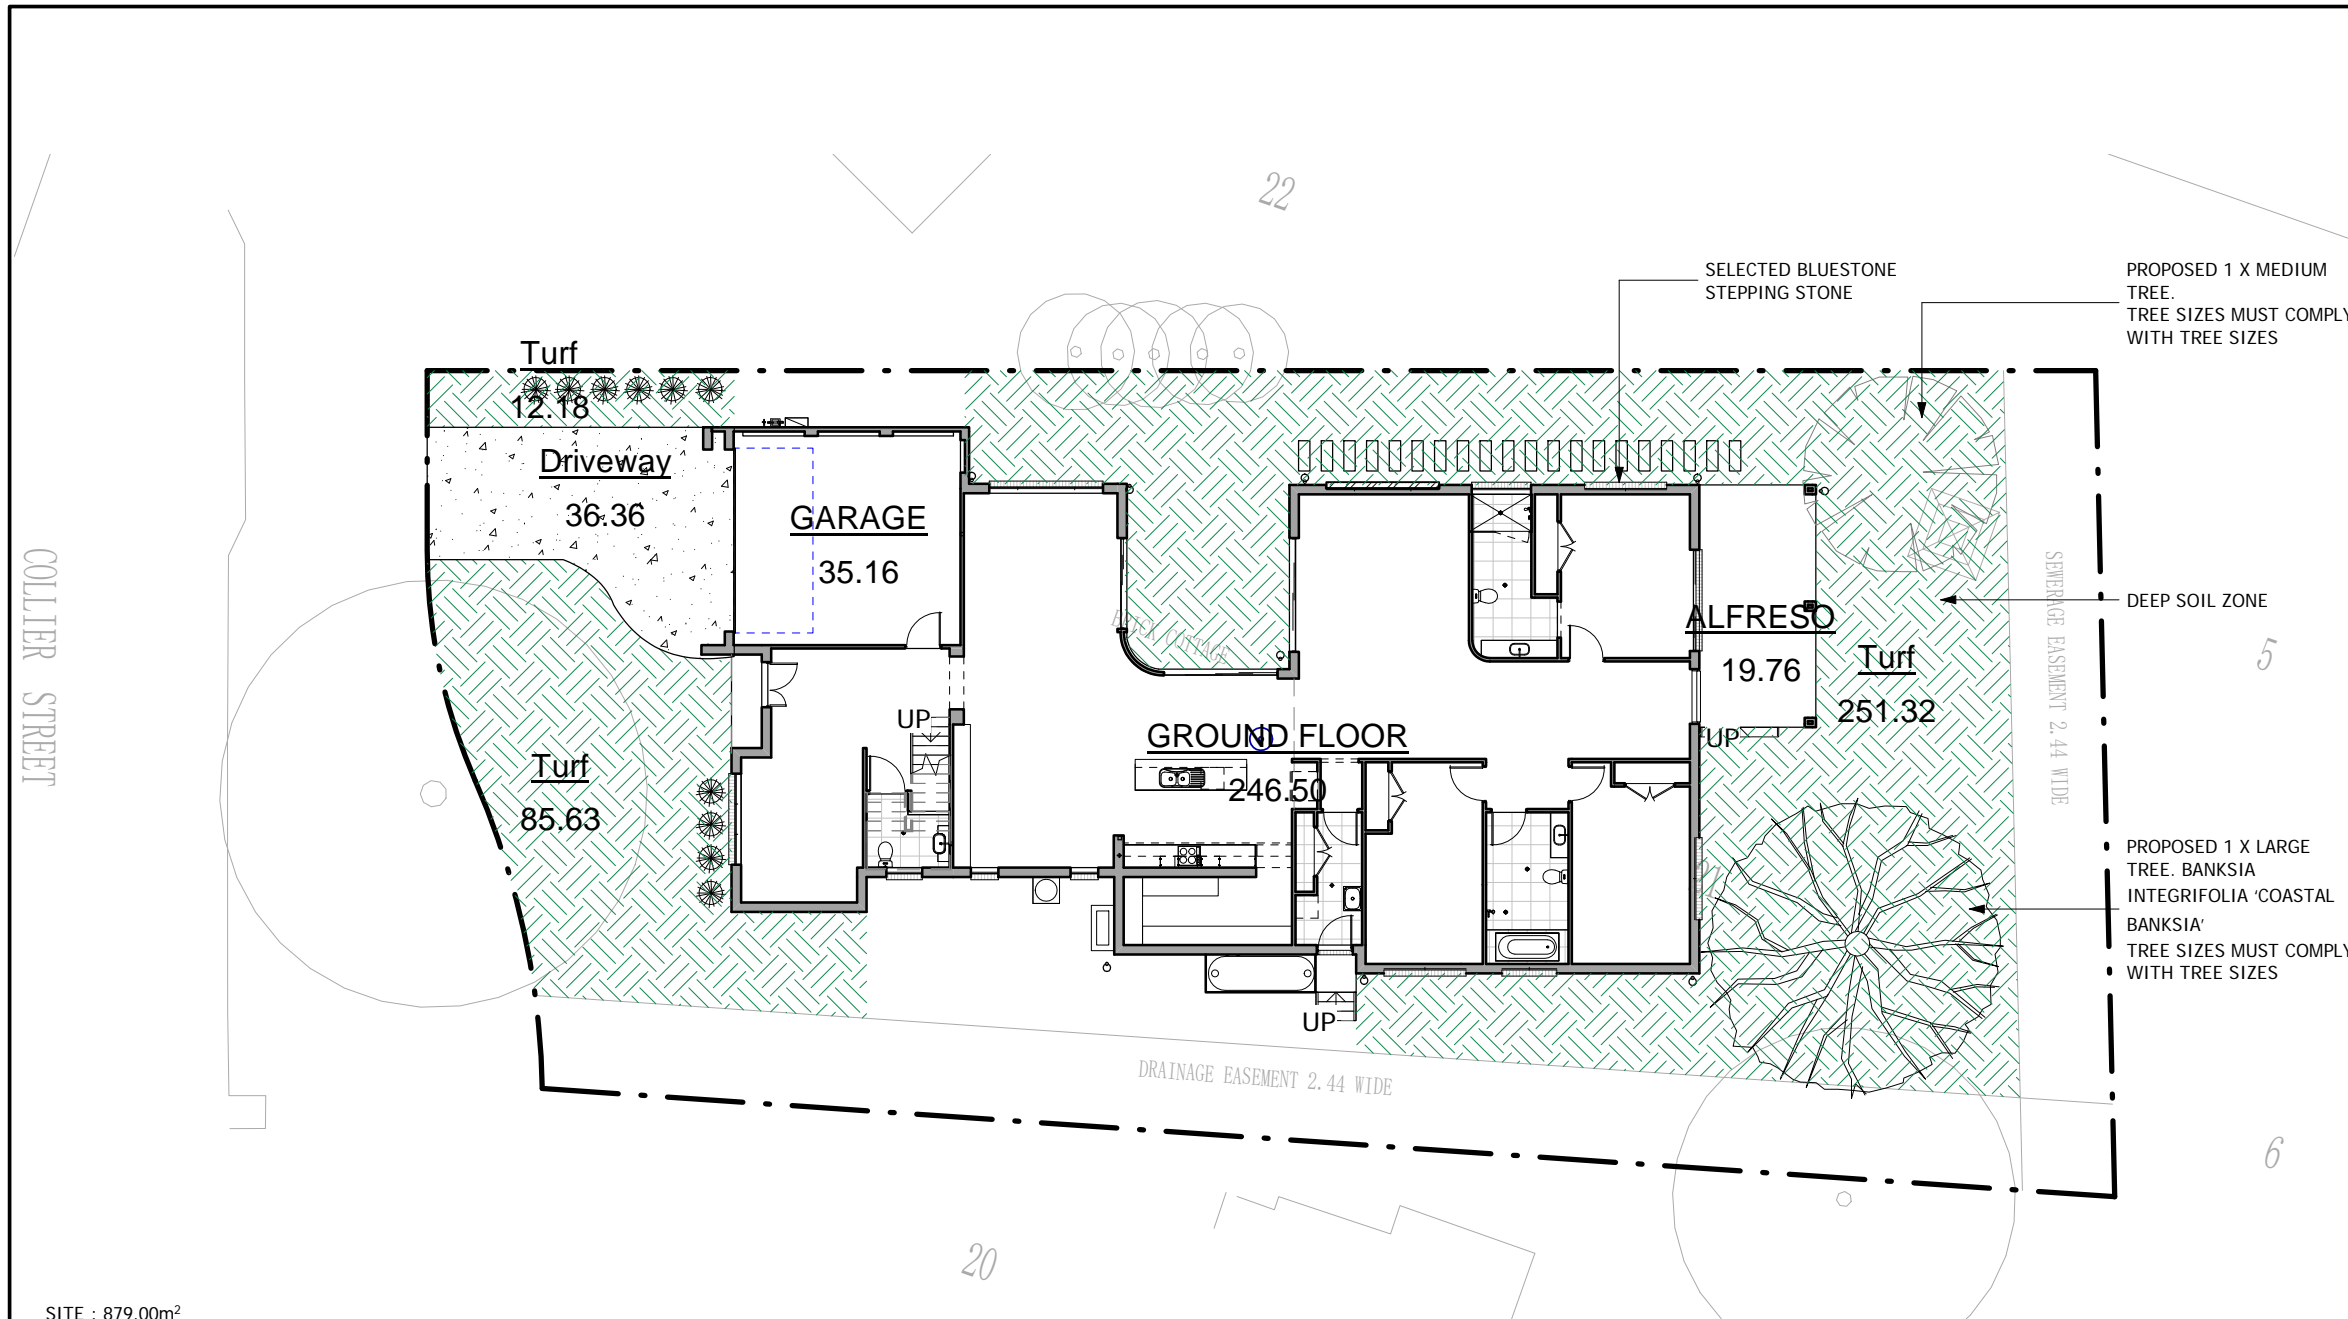 22
SELECTED BLUESTONE
STEPPING STONE
PROPOSED 1 X MEDIUM
TREE.
TREE SIZES MUST COMPLY
WITH TREE SIZES
Turf
12.18
Driveway
36.36
GARAGE
35.16
COLLIER STREET
BRICK COTTAGE
ALFRESO
19.76
Turf
251.32
SEWERAGE EASEMENT 2.44 WIDE
DEEP SOIL ZONE
5
UP
GROUND FLOOR
246.50
UP
Turf
85.63
21
PROPOSED 1 X LARGE
TREE. BANKSIA
INTEGRIFOLIA ‘COASTAL
BANKSIA’
TREE SIZES MUST COMPLY
WITH TREE SIZES
UP
DRAINAGE EASEMENT 2.44 WIDE
6
20
SITE : 879.00m²